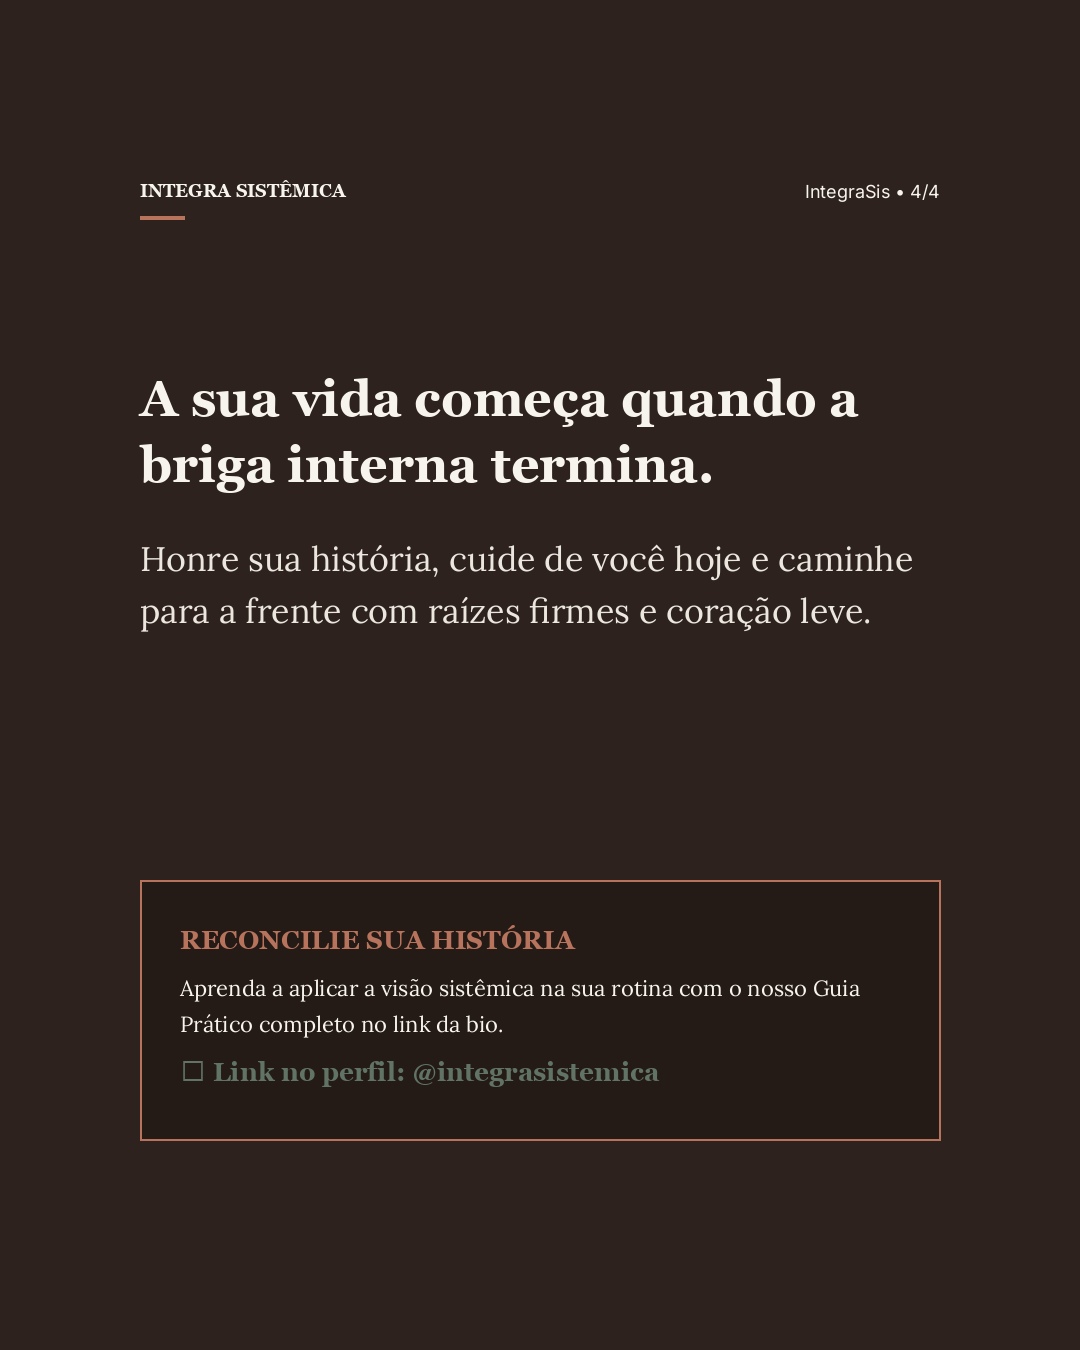 INTEGRA SISTÊMICA
IntegraSis • 4/4
A sua vida começa quando a
briga interna termina.
Honre sua história, cuide de você hoje e caminhe
para a frente com raízes firmes e coração leve.
RECONCILIE SUA HISTÓRIA
Aprenda a aplicar a visão sistêmica na sua rotina com o nosso Guia
Prático completo no link da bio.
☐ Link no perfil: @integrasistemica